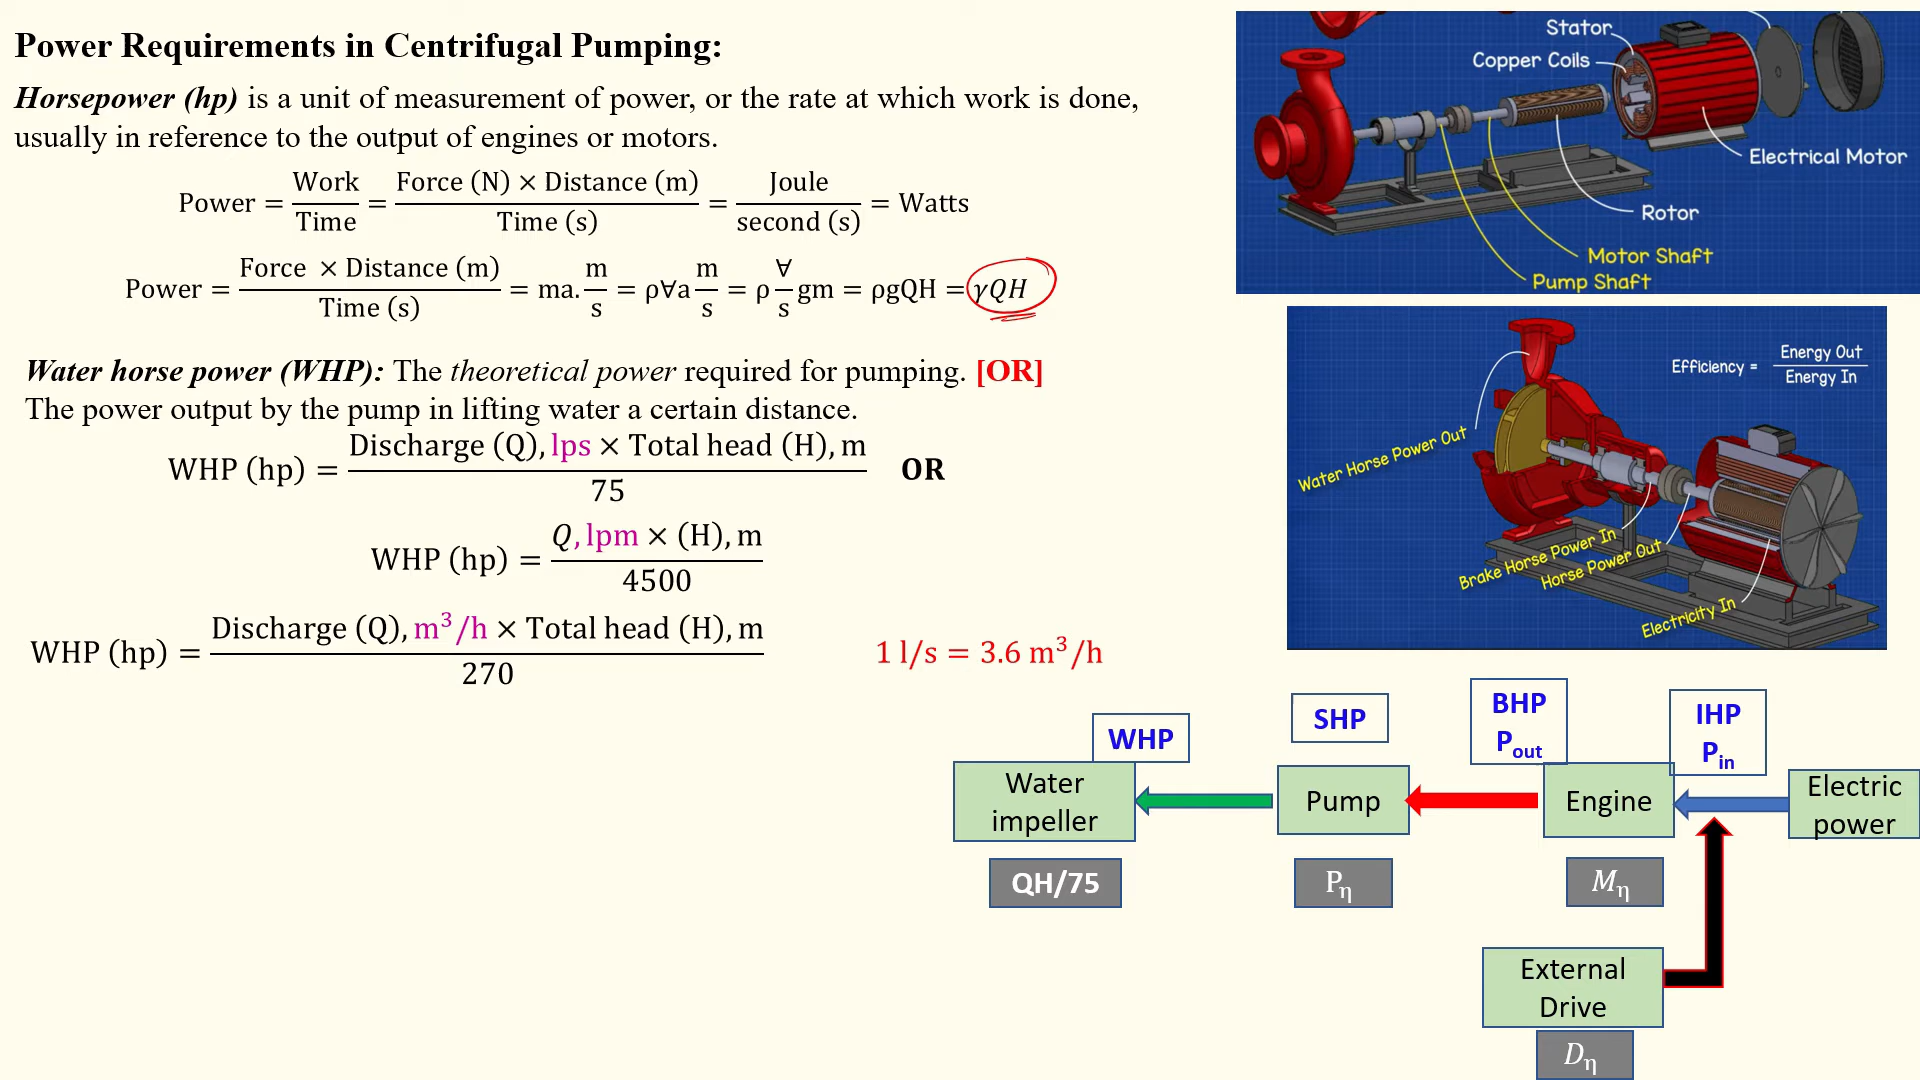 Power Requirements in Centrifugal Pumping:
Horsepower (hp) is a unit of measurement of power, or the rate at which work is done,
usually in reference to the output of engines or motors.
Power = Work/Time = Force (N) × Distance (m)/Time (s) = Joule/second (s) = Watts
Power = Force × Distance (m)/Time (s) = ma. m/s = ρ∀a m/s = ρ ∀/s gm = ρgQH = γQH
Water horse power (WHP): The theoretical power required for pumping. [OR]
The power output by the pump in lifting water a certain distance.
WHP (hp) = Discharge (Q), lps × Total head (H), m/75 OR
WHP (hp) = Q, lpm × (H), m/4500
WHP (hp) = Discharge (Q), m³/h × Total head (H), m/270
1 l/s = 3.6 m³/h
Stator
Copper Coils
Electrical Motor
Rotor
Motor Shaft
Pump Shaft
Efficiency = Energy Out/Energy In
Water Horse Power Out
Brake Horse Power In
Horse Power Out
Electricity In
WHP
SHP
BHP
Pout
IHP
Pin
Water
impeller
Pump
Engine
Electric
power
QH/75
Pη
Mη
External
Drive
Dη